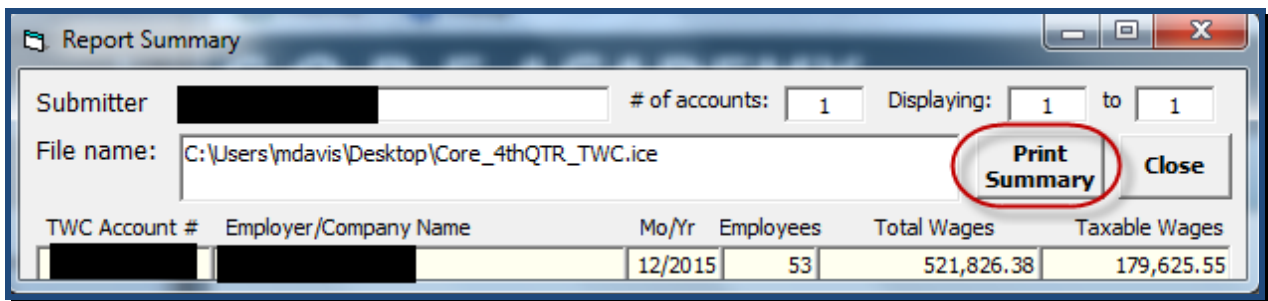 Report Summary
Submitter # of accounts: 1 Displaying: 1 to 1
File name: C:\Users\mdavis\Desktop\Core_4thQTR_TWC.ice Print Summary Close
TWC Account # Employer/Company Name Mo/Yr Employees Total Wages Taxable Wages
12/2015 53 521,826.38 179,625.55